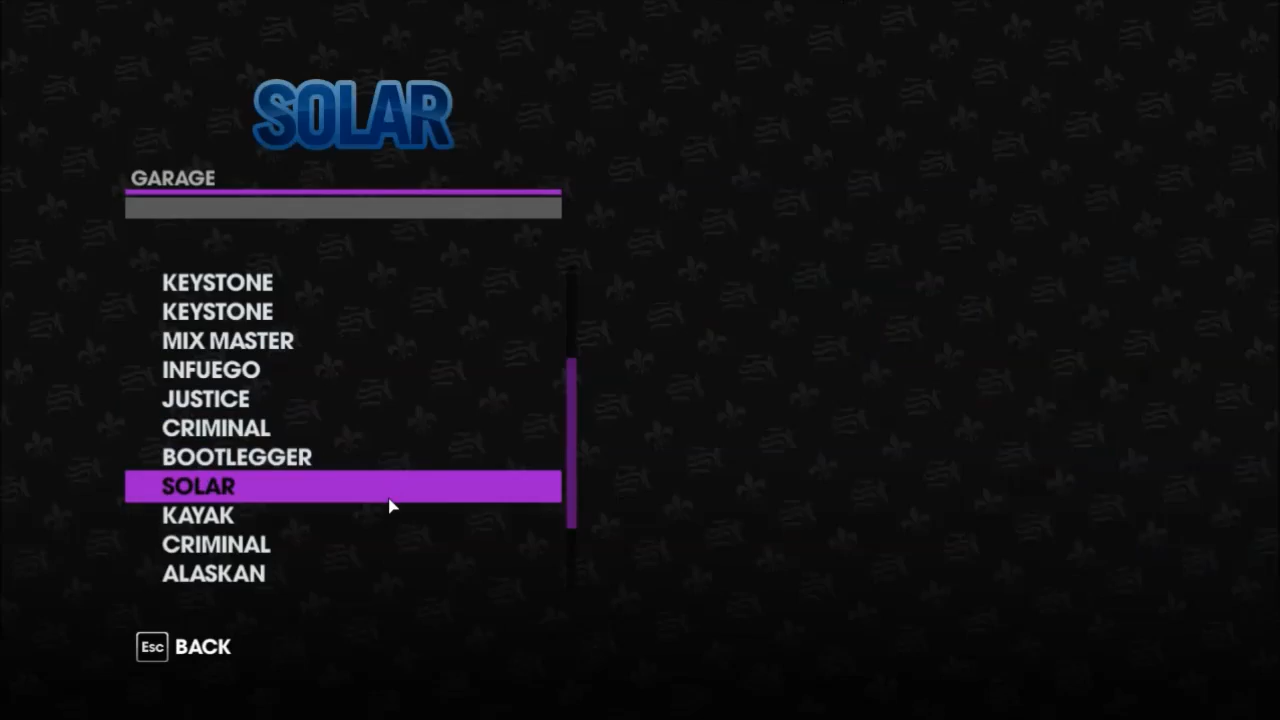 SOLAR
GARAGE
KEYSTONE
KEYSTONE
MIX MASTER
INFUEGO
JUSTICE
CRIMINAL
BOOTLEGGER
SOLAR
KAYAK
CRIMINAL
ALASKAN
Esc BACK